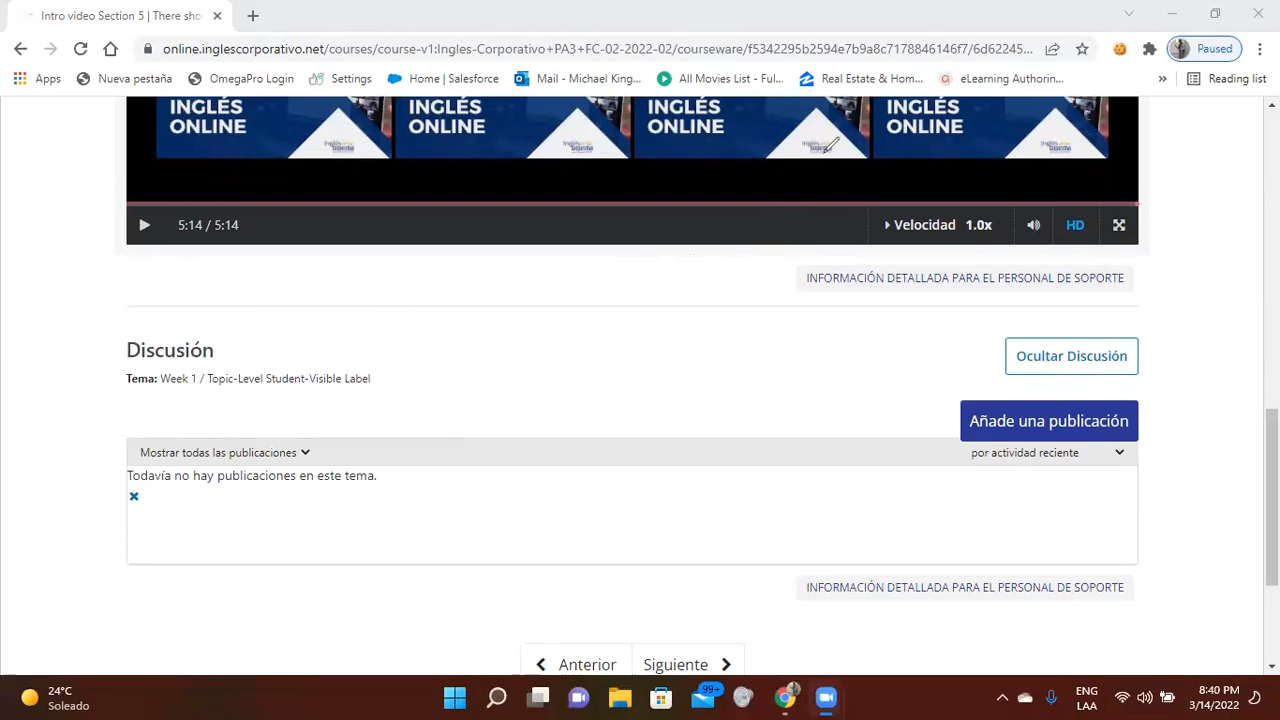 Intro video Section 5 | There sho
online.inglescorporativo.net/courses/course-v1:Ingles-Corporativo+PA3+FC-02-2022-02/courseware/f5342295b2594e7b9a8c7178846146f7/6d62245...
Paused
Apps
Nueva pestaña
OmegaPro Login
Settings
Home | Salesforce
Mail - Michael King...
All Movies List - Ful...
Real Estate & Hom...
eLearning Authorin...
»
Reading list
INGLÉS ONLINE
INGLÉS ONLINE
INGLÉS ONLINE
INGLÉS ONLINE
5:14 / 5:14
Velocidad 1.0x
HD
INFORMACIÓN DETALLADA PARA EL PERSONAL DE SOPORTE
Discusión
Ocultar Discusión
Tema: Week 1 / Topic-Level Student-Visible Label
Añade una publicación
Mostrar todas las publicaciones
por actividad reciente
Todavía no hay publicaciones en este tema.
INFORMACIÓN DETALLADA PARA EL PERSONAL DE SOPORTE
Anterior
Siguiente
24°C
Soleado
99+
ENG
LAA
8:40 PM
3/14/2022